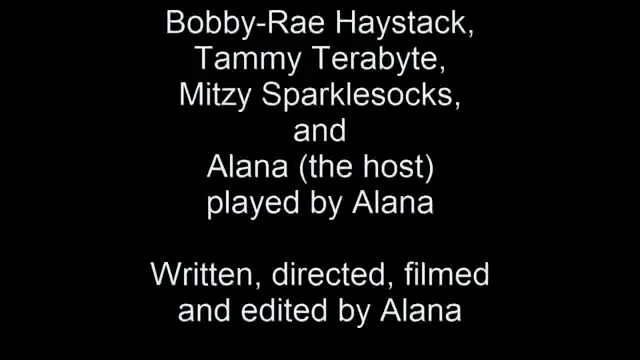 Bobby-Rae Haystack,
Tammy Terabyte,
Mitzy Sparklesocks,
and
Alana (the host)
played by Alana
Written, directed, filmed
and edited by Alana